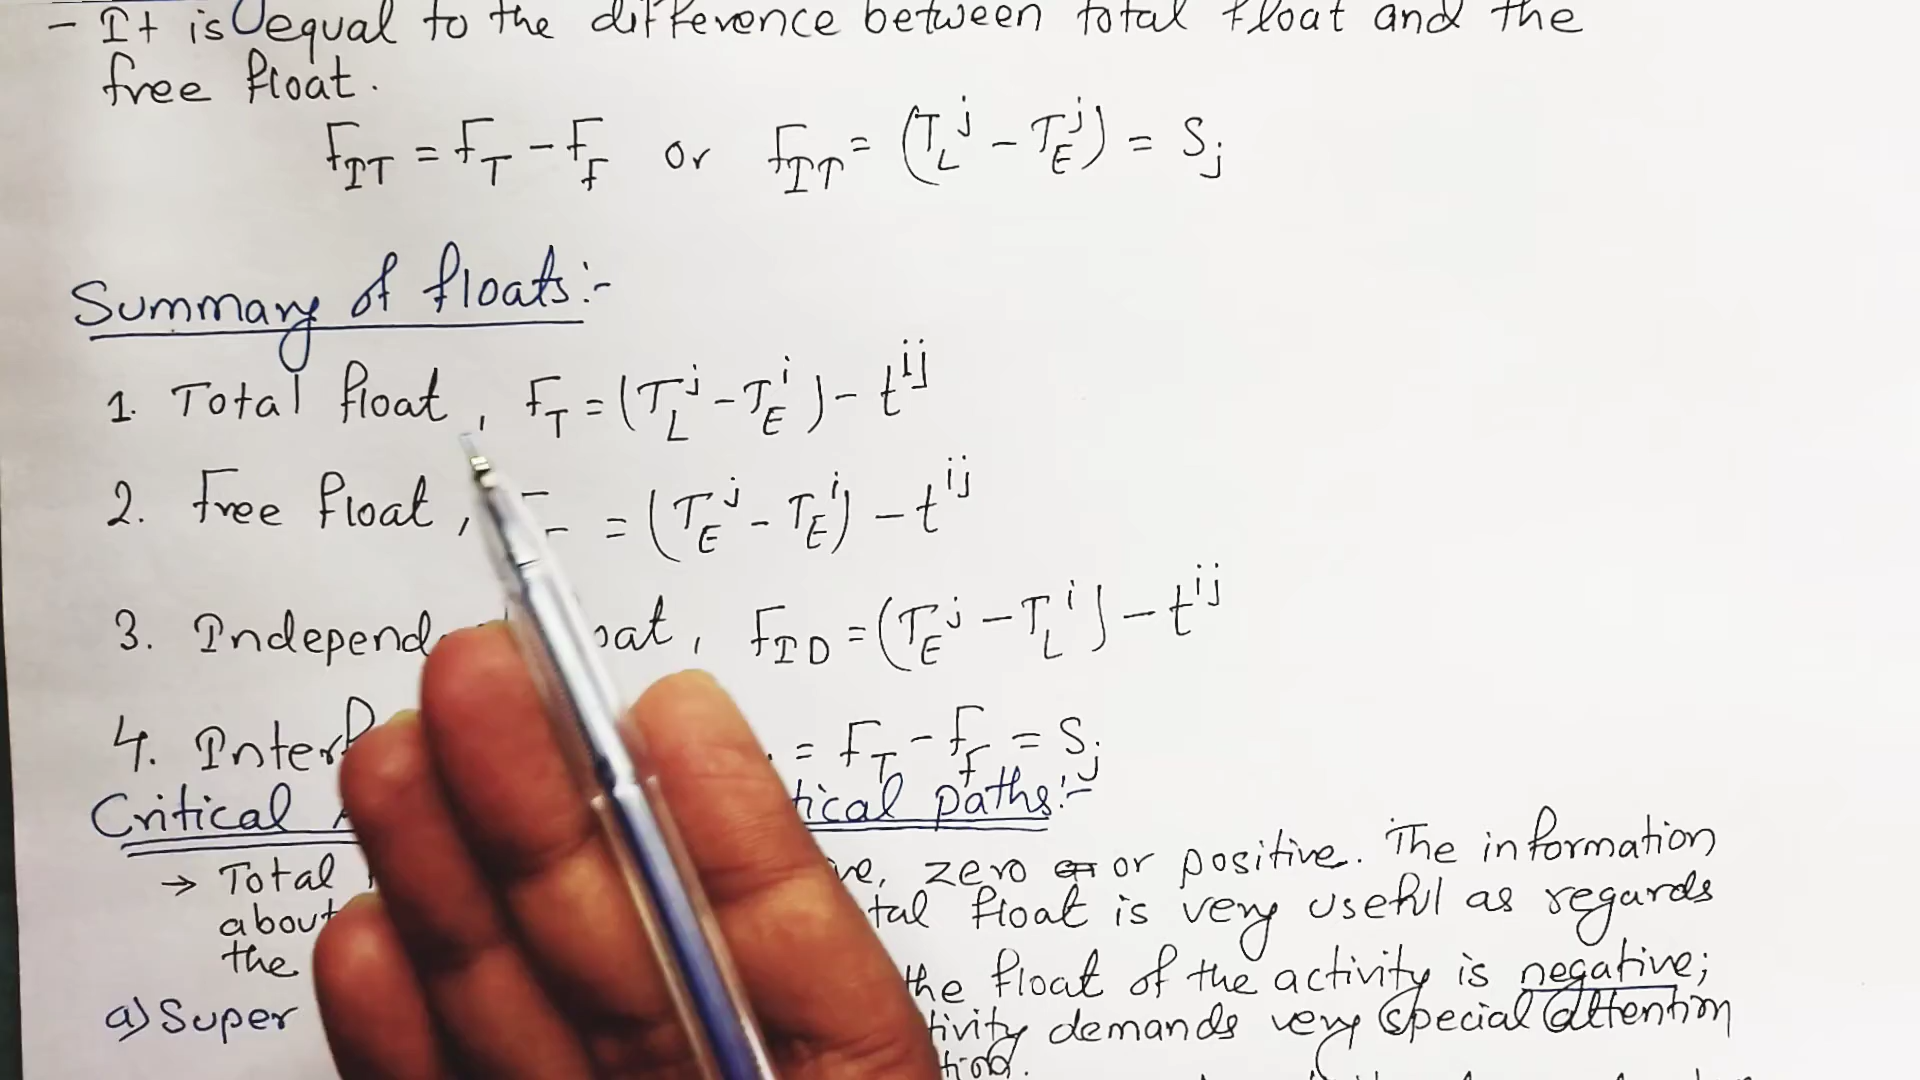 - It is equal to the difference between total float and the
free float.
F_IT = F_T - F_F or F_IT = (T_L^j - T_E^j) = S_j
Summary of floats:-
1. Total float, F_T = (T_L^j - T_E^i) - t^ij
2. Free float, = (T_E^j - T_E^i) - t^ij
3. Independ oat, F_ID = (T_E^j - T_L^i) - t^ij
4. Interf = F_T - F_F = S_j
Critical tical paths:-
→ Total ve, zero or positive. The information
about tal float is very useful as regards
the
the float of the activity is negative;
a) Super tivity demands very special attention